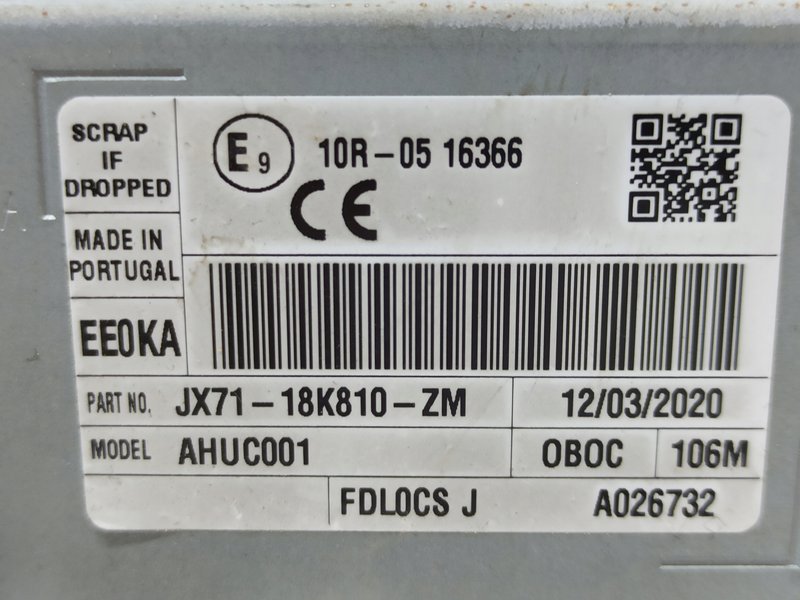 SCRAP
IF
DROPPED
E9
10R-05 16366
CE
MADE IN
PORTUGAL
EE0KA
PART NO. JX71-18K810-ZM 12/03/2020
MODEL AHUC001 OBOC 106M
FDLOCS J A026732